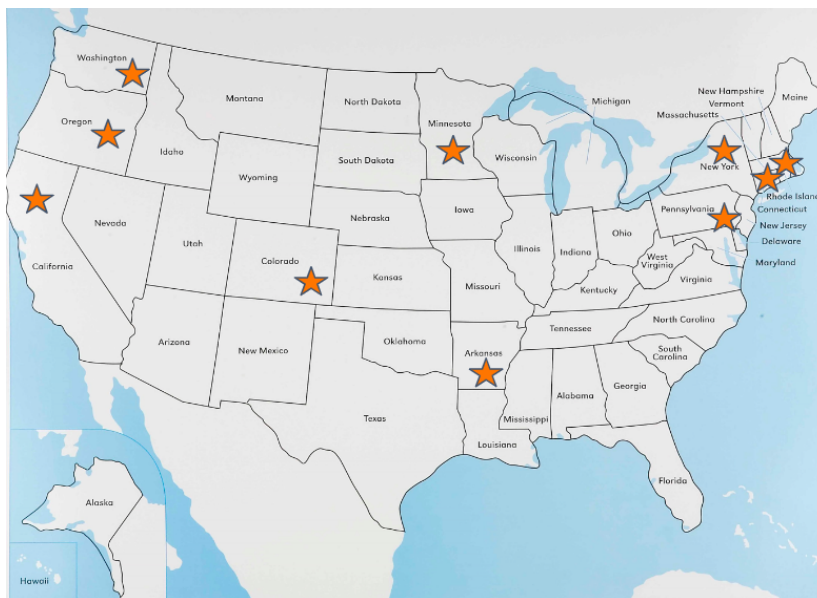 Washington
Oregon
California
Nevada
Idaho
Montana
Wyoming
Utah
Arizona
Colorado
New Mexico
North Dakota
South Dakota
Nebraska
Kansas
Oklahoma
Texas
Minnesota
Iowa
Missouri
Arkansas
Louisiana
Wisconsin
Illinois
Michigan
Indiana
Ohio
Kentucky
Tennessee
Mississippi
Alabama
Georgia
Florida
South
Carolina
North Carolina
Virginia
West
Virginia
Pennsylvania
New York
New Hampshire
Vermont
Massachusetts
Maine
Rhode Island
Connecticut
New Jersey
Delaware
Maryland
Alaska
Hawaii